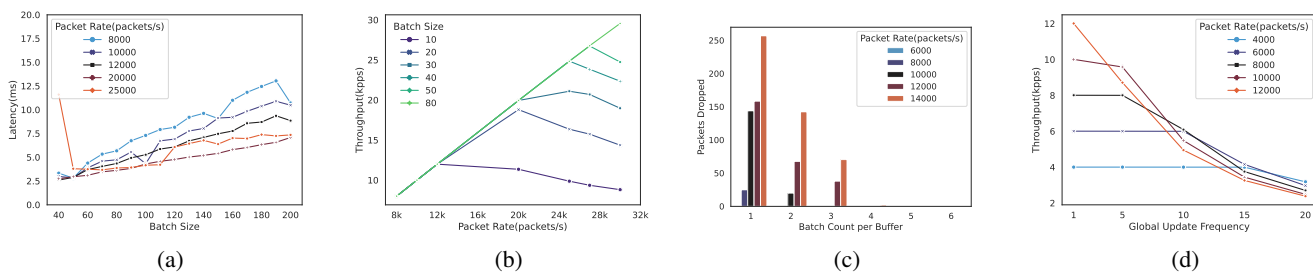 20.0
17.5
15.0
12.5
10.0
7.5
5.0
2.5
0.0
Latency(ms)
Packet Rate(packets/s)
8000
10000
12000
20000
25000
40 60 80 100 120 140 160 180 200
Batch Size
(a)
30
25
20
15
10
Throughput(kpps)
Batch Size
10
20
30
40
50
80
8k 12k 16k 20k 24k 28k 32k
Packet Rate(packets/s)
(b)
250
200
150
100
50
0
Packets Dropped
Packet Rate(packets/s)
6000
8000
10000
12000
14000
1 2 3 4 5 6
Batch Count per Buffer
(c)
12
10
8
6
4
2
Throughput(kpps)
Packet Rate(packets/s)
4000
6000
8000
10000
12000
1 5 10 15 20
Global Update Frequency
(d)